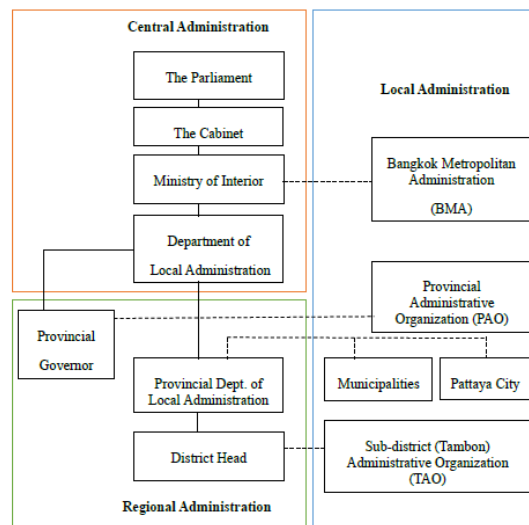 Central Administration
The Parliament
The Cabinet
Ministry of Interior
Department of
Local Administration
Local Administration
Bangkok Metropolitan
Administration
(BMA)
Provincial
Administrative
Organization (PAO)
Provincial
Governor
Provincial Dept. of
Local Administration
Municipalities
Pattaya City
District Head
Sub-district (Tambon)
Administrative Organization
(TAO)
Regional Administration